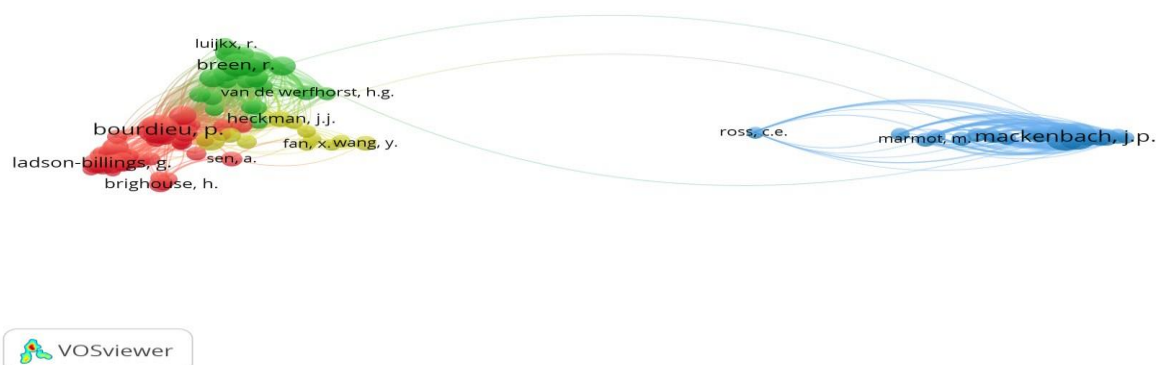 luijkx, r.
breen, r.
van de werfhorst, h.g.
heckman, j.j.
bourdieu, p.
fan, x.
wang, y.
sen, a.
ladson-billings, g.
brighouse, h.
ross, c.e.
marmot, m.
mackenbach, j.p.
VOSviewer